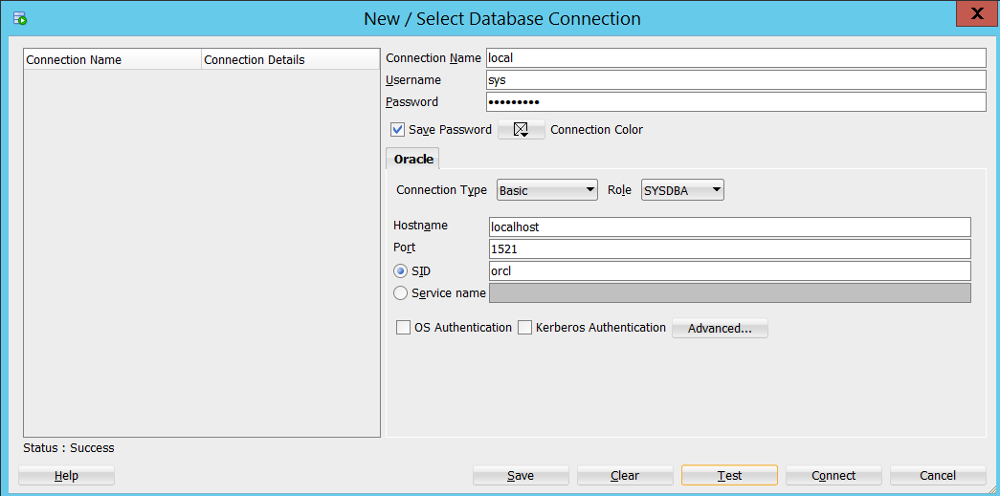 New / Select Database Connection
X
Connection Name Connection Details
Connection Name local
Username sys
Password •••••••••
Save Password Connection Color
Oracle
Connection Type Basic Role SYSDBA
Hostname localhost
Port 1521
SID orcl
Service name
OS Authentication Kerberos Authentication Advanced...
Status : Success
Help Save Clear Test Connect Cancel